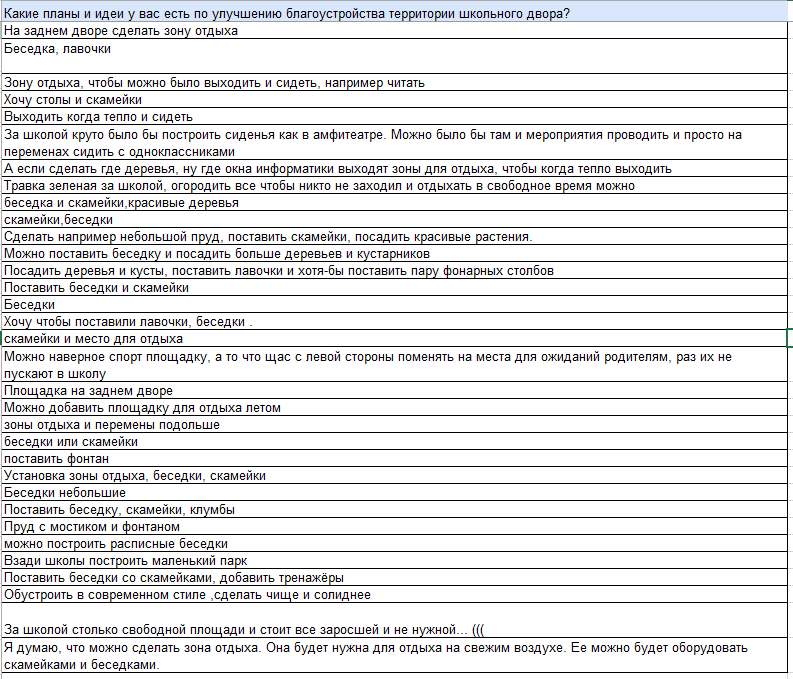 Какие планы и идеи у вас есть по улучшению благоустройства территории школьного двора?
На заднем дворе сделать зону отдыха
Беседка, лавочки
Зону отдыха, чтобы можно было выходить и сидеть, например читать
Хочу столы и скамейки
Выходить когда тепло и сидеть
За школой круто было бы построить сиденья как в амфитеатре. Можно было бы там и мероприятия проводить и просто на
переменах сидить с одноклассниками
А если сделать где деревья, ну где окна информатики выходят зоны для отдыха, чтобы когда тепло выходить
Травка зеленая за школой, огородить все чтобы никто не заходил и отдыхать в свободное время можно
беседка и скамейки,красивые деревья
скамейки,беседки
Сделать например небольшой пруд, поставить скамейки, посадить красивые растения.
Можно поставить беседку и посадить больше деревьев и кустарников
Посадить деревья и кусты, поставить лавочки и хотя-бы поставить пару фонарных столбов
Поставить беседки и скамейки
Беседки
Хочу чтобы поставили лавочки, беседки .
скамейки и место для отдыха
Можно наверное спорт площадку, а то что щас с левой стороны поменять на места для ожиданий родителям, раз их не
пускают в школу
Площадка на заднем дворе
Можно добавить площадку для отдыха летом
зоны отдыха и перемены подольше
беседки или скамейки
поставить фонтан
Установка зоны отдыха, беседки, скамейки
Беседки небольшие
Поставить беседку, скамейки, клумбы
Пруд с мостиком и фонтаном
можно построить расписные беседки
Взади школы построить маленький парк
Поставить беседки со скамейками, добавить тренажёры
Обустроить в современном стиле ,сделать чище и солиднее
За школой столько свободной площади и стоит все заросшей и не нужной... (((
Я думаю, что можно сделать зона отдыха. Она будет нужна для отдыха на свежим воздухе. Ее можно будет оборудовать
скамейками и беседками.